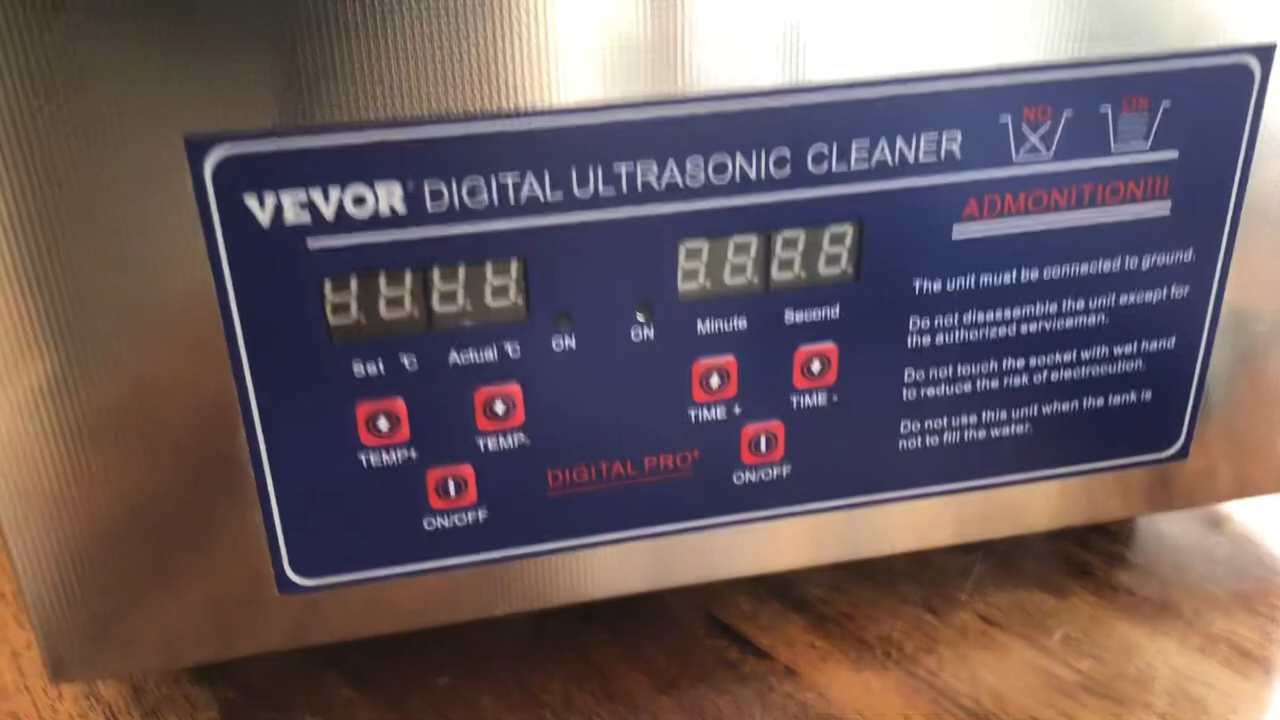 VEVOR DIGITAL ULTRASONIC CLEANER
NO OK
ADMONITION!!!
Set °C Actual °C ON ON Minute Second
TEMP+ TEMP- TIME + TIME -
ON/OFF DIGITAL PRO+ ON/OFF
The unit must be connected to ground.
Do not disassemble the unit except for
the authorized servicemen.
Do not touch the socket with wet hand
to reduce the risk of electrocution.
Do not use this unit when the tank is
not to fill the water.